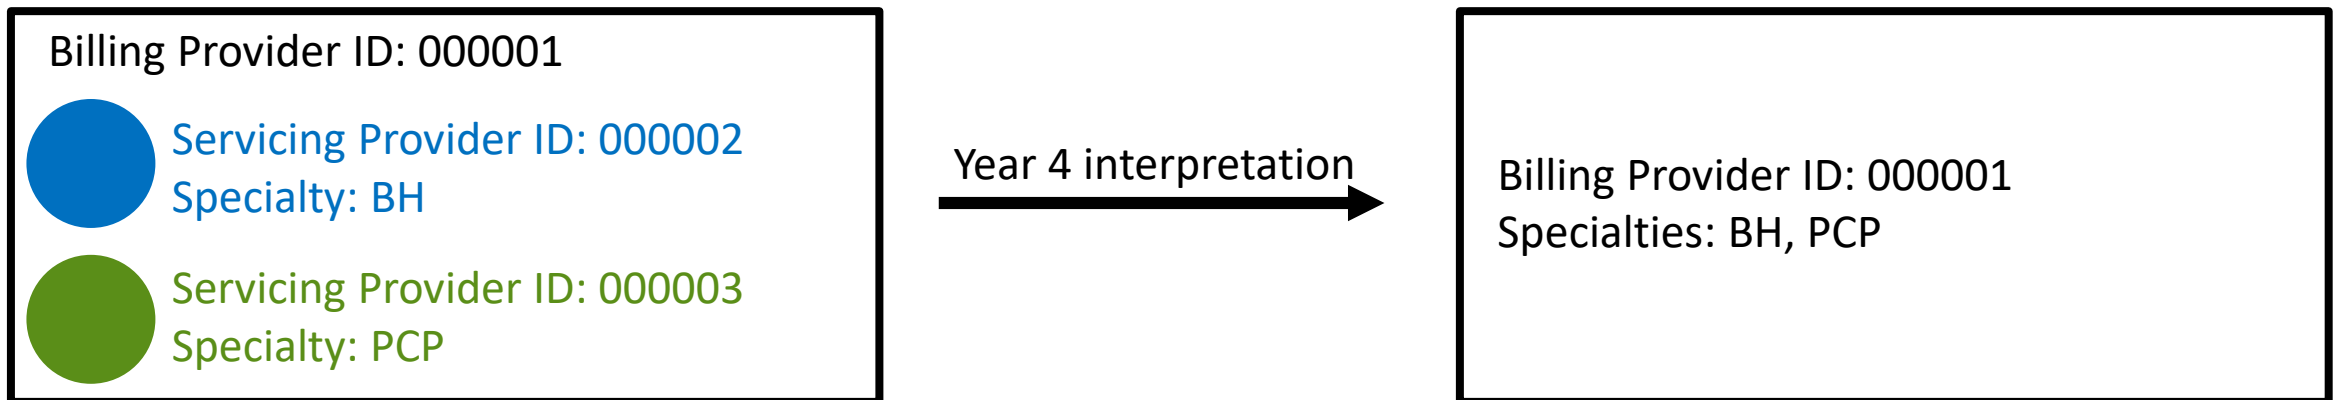 Billing Provider ID: 000001
Servicing Provider ID: 000002
Specialty: BH
Servicing Provider ID: 000003
Specialty: PCP
Year 4 interpretation
Billing Provider ID: 000001
Specialties: BH, PCP